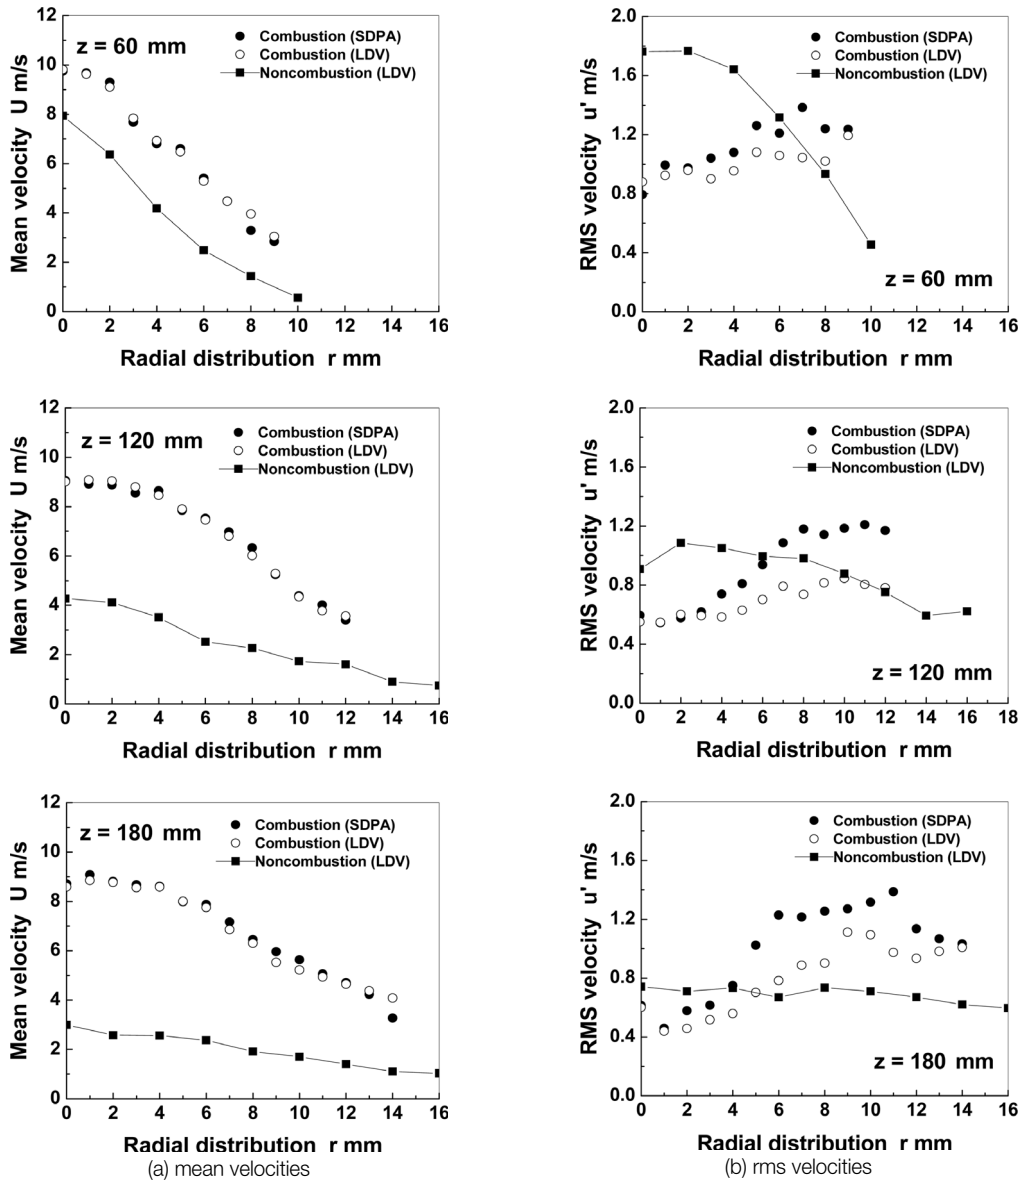 12
10
8
6
4
2
0
Mean velocity U m/s
z = 60 mm
Combustion (SDPA)
Combustion (LDV)
Noncombustion (LDV)
0 2 4 6 8 10 12 14 16
Radial distribution r mm
2.0
1.6
1.2
0.8
0.4
0.0
RMS velocity u' m/s
Combustion (SDPA)
Combustion (LDV)
Noncombustion (LDV)
z = 60 mm
0 2 4 6 8 10 12 14 16
Radial distribution r mm
12
10
8
6
4
2
0
Mean velocity U m/s
z = 120 mm
Combustion (SDPA)
Combustion (LDV)
Noncombustion (LDV)
0 2 4 6 8 10 12 14 16
Radial distribution r mm
2.0
1.6
1.2
0.8
0.4
0.0
RMS velocity u' m/s
Combustion (SDPA)
Combustion (LDV)
Noncombustion (LDV)
z = 120 mm
0 2 4 6 8 10 12 14 16 18
Radial distribution r mm
12
10
8
6
4
2
0
Mean velocity U m/s
z = 180 mm
Combustion (SDPA)
Combustion (LDV)
Noncombustion (LDV)
0 2 4 6 8 10 12 14 16
Radial distribution r mm
(a) mean velocities
2.0
1.6
1.2
0.8
0.4
0.0
RMS velocity u' m/s
Combustion (SDPA)
Combustion (LDV)
Noncombustion (LDV)
z = 180 mm
0 2 4 6 8 10 12 14 16
Radial distribution r mm
(b) rms velocities